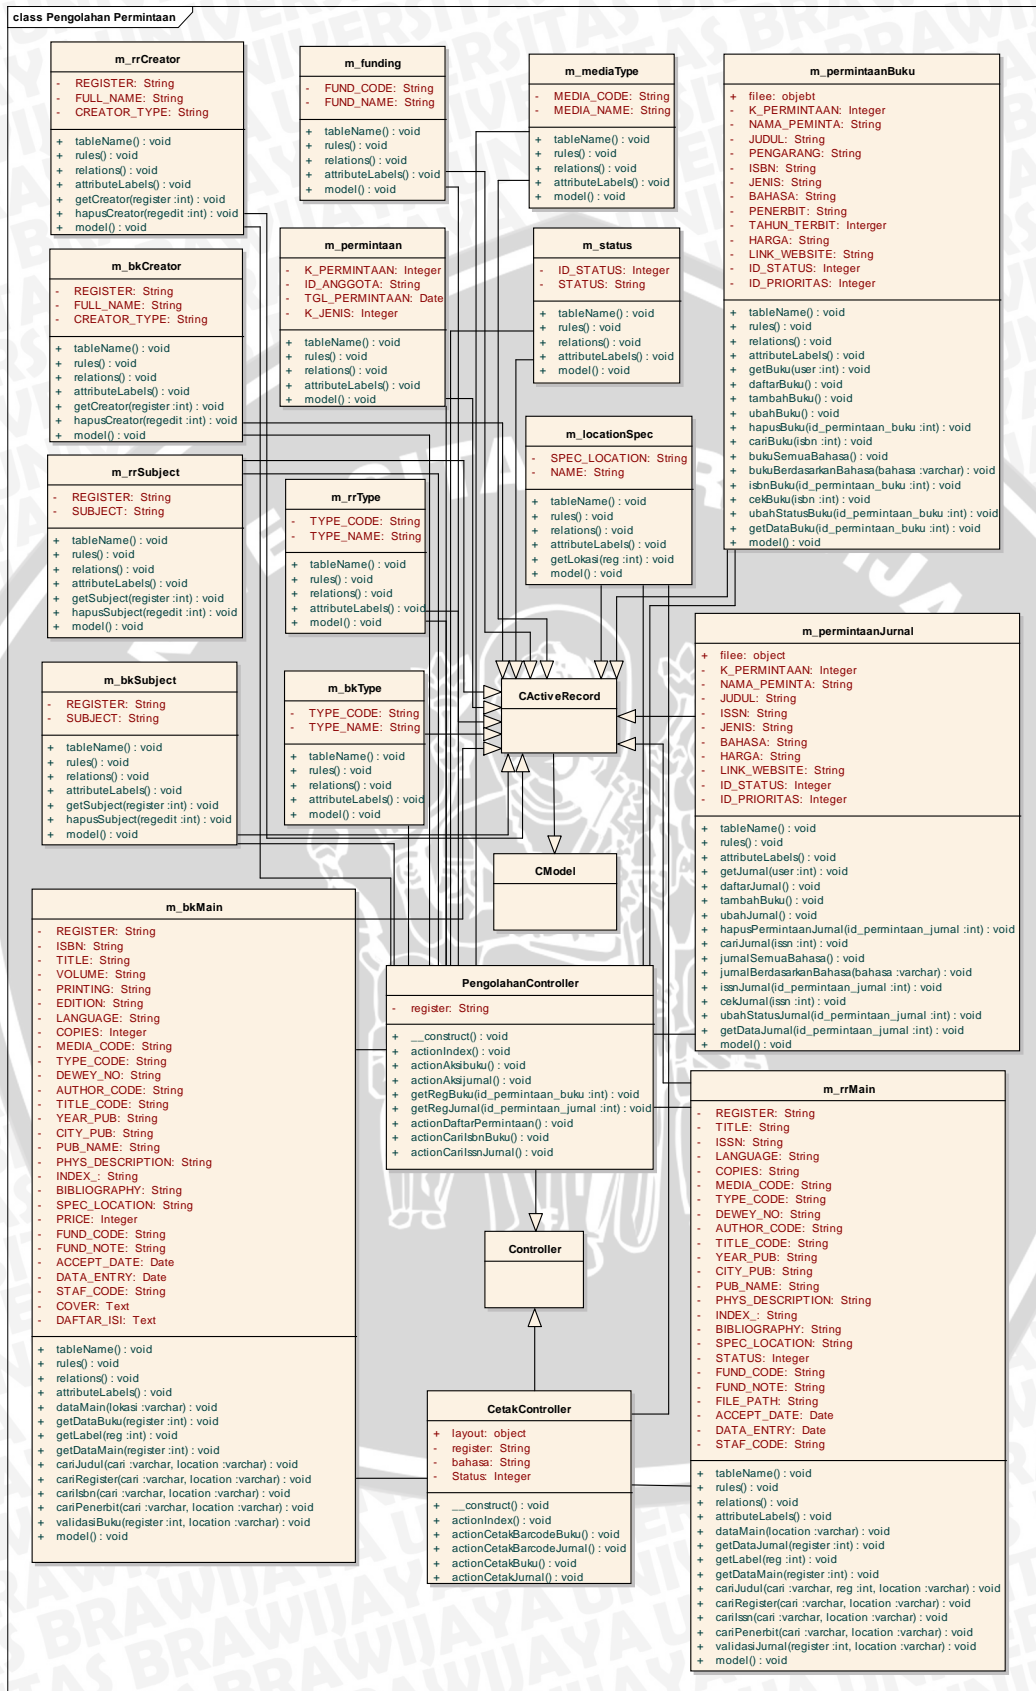 class Pengolahan Permintaan
m_rrCreator
- REGISTER: String
- FULL_NAME: String
- CREATOR_TYPE: String
+ tableName() : void
+ rules() : void
+ relations() : void
+ attributeLabels() : void
+ getCreator(register :int) : void
+ hapusCreator(regedit :int) : void
+ model() : void
m_funding
- FUND_CODE: String
- FUND_NAME: String
+ tableName() : void
+ rules() : void
+ relations() : void
+ attributeLabels() : void
+ model() : void
m_mediaType
- MEDIA_CODE: String
- MEDIA_NAME: String
+ tableName() : void
+ rules() : void
+ relations() : void
+ attributeLabels() : void
+ model() : void
m_permintaanBuku
+ filee: objebt
- K_PERMINTAAN: Integer
- NAMA_PEMINTA: String
- JUDUL: String
- PENGARANG: String
- ISBN: String
- JENIS: String
- BAHASA: String
- PENERBIT: String
- TAHUN_TERBIT: Interger
- HARGA: String
- LINK_WEBSITE: String
- ID_STATUS: Integer
- ID_PRIORITAS: Integer
+ tableName() : void
+ rules() : void
+ relations() : void
+ attributeLabels() : void
+ getBuku(user :int) : void
+ daftarBuku() : void
+ tambahBuku() : void
+ ubahBuku() : void
+ hapusBuku(id_permintaan_buku :int) : void
+ cariBuku(isbn :int) : void
+ bukuSemuaBahasa() : void
+ bukuBerdasarkanBahasa(bahasa :varchar) : void
+ isbnBuku(id_permintaan_buku :int) : void
+ cekBuku(isbn :int) : void
+ ubahStatusBuku(id_permintaan_buku :int) : void
+ getDataBuku(id_permintaan_buku :int) : void
+ model() : void
m_bkCreator
- REGISTER: String
- FULL_NAME: String
- CREATOR_TYPE: String
+ tableName() : void
+ rules() : void
+ relations() : void
+ attributeLabels() : void
+ getCreator(register :int) : void
+ hapusCreator(regedit :int) : void
+ model() : void
m_permintaan
- K_PERMINTAAN: Integer
- ID_ANGGOTA: String
- TGL_PERMINTAAN: Date
- K_JENIS: Integer
+ tableName() : void
+ rules() : void
+ relations() : void
+ attributeLabels() : void
+ model() : void
m_status
- ID_STATUS: Integer
- STATUS: String
+ tableName() : void
+ rules() : void
+ relations() : void
+ attributeLabels() : void
+ model() : void
m_locationSpec
- SPEC_LOCATION: String
- NAME: String
+ tableName() : void
+ rules() : void
+ relations() : void
+ attributeLabels() : void
+ getLokasi(reg :int) : void
+ model() : void
m_rrSubject
- REGISTER: String
- SUBJECT: String
+ tableName() : void
+ rules() : void
+ relations() : void
+ attributeLabels() : void
+ getSubject(register :int) : void
+ hapusSubject(regedit :int) : void
+ model() : void
m_rrType
- TYPE_CODE: String
- TYPE_NAME: String
+ tableName() : void
+ rules() : void
+ relations() : void
+ attributeLabels() : void
+ model() : void
m_permintaanJurnal
+ filee: object
- K_PERMINTAAN: Integer
- NAMA_PEMINTA: String
- JUDUL: String
- ISSN: String
- JENIS: String
- BAHASA: String
- HARGA: String
- LINK_WEBSITE: String
- ID_STATUS: Integer
- ID_PRIORITAS: Integer
+ tableName() : void
+ rules() : void
+ attributeLabels() : void
+ getJurnal(user :int) : void
+ daftarJurnal() : void
+ tambahBuku() : void
+ ubahJurnal() : void
+ hapusPermintaanJurnal(id_permintaan_jurnal :int) : void
+ cariJurnal(issn :int) : void
+ jurnalSemuaBahasa() : void
+ jurnalBerdasarkanBahasa(bahasa :varchar) : void
+ issnJurnal(id_permintaan_jurnal :int) : void
+ cekJurnal(issn :int) : void
+ ubahStatusJurnal(id_permintaan_jurnal :int) : void
+ getDataJurnal(id_permintaan_jurnal :int) : void
+ model() : void
m_bkSubject
- REGISTER: String
- SUBJECT: String
+ tableName() : void
+ rules() : void
+ relations() : void
+ attributeLabels() : void
+ getSubject(register :int) : void
+ hapusSubject(regedit :int) : void
+ model() : void
m_bkType
- TYPE_CODE: String
- TYPE_NAME: String
+ tableName() : void
+ rules() : void
+ relations() : void
+ attributeLabels() : void
+ model() : void
CActiveRecord
CModel
m_bkMain
- REGISTER: String
- ISBN: String
- TITLE: String
- VOLUME: String
- PRINTING: String
- EDITION: String
- LANGUAGE: String
- COPIES: Integer
- MEDIA_CODE: String
- TYPE_CODE: String
- DEWEY_NO: String
- AUTHOR_CODE: String
- TITLE_CODE: String
- YEAR_PUB: String
- CITY_PUB: String
- PUB_NAME: String
- PHYS_DESCRIPTION: String
- INDEX_: String
- BIBLIOGRAPHY: String
- SPEC_LOCATION: String
- PRICE: Integer
- FUND_CODE: String
- FUND_NOTE: String
- ACCEPT_DATE: Date
- DATA_ENTRY: Date
- STAF_CODE: String
- COVER: Text
- DAFTAR_ISI: Text
+ tableName() : void
+ rules() : void
+ relations() : void
+ attributeLabels() : void
+ dataMain(lokasi :varchar) : void
+ getDataBuku(register :int) : void
+ getLabel(reg :int) : void
+ getDataMain(register :int) : void
+ cariJudul(cari :varchar, location :varchar) : void
+ cariRegister(cari :varchar, location :varchar) : void
+ cariIsbn(cari :varchar, location :varchar) : void
+ cariPenerbit(cari :varchar, location :varchar) : void
+ validasiBuku(register :int, location :varchar) : void
+ model() : void
PengolahanController
- register: String
+ __construct() : void
+ actionIndex() : void
+ actionAksibuku() : void
+ actionAksijurnal() : void
+ getRegBuku(id_permintaan_buku :int) : void
+ getRegJurnal(id_permintaan_jurnal :int) : void
+ actionDaftarPermintaan() : void
+ actionCariIsbnBuku() : void
+ actionCariIssnJurnal() : void
Controller
m_rrMain
- REGISTER: String
- TITLE: String
- ISSN: String
- LANGUAGE: String
- COPIES: String
- MEDIA_CODE: String
- TYPE_CODE: String
- DEWEY_NO: String
- AUTHOR_CODE: String
- TITLE_CODE: String
- YEAR_PUB: String
- CITY_PUB: String
- PUB_NAME: String
- PHYS_DESCRIPTION: String
- INDEX_: String
- BIBLIOGRAPHY: String
- SPEC_LOCATION: String
- STATUS: Integer
- FUND_CODE: String
- FUND_NOTE: String
- FILE_PATH: String
- ACCEPT_DATE: Date
- DATA_ENTRY: Date
- STAF_CODE: String
+ tableName() : void
+ rules() : void
+ relations() : void
+ attributeLabels() : void
+ dataMain(location :varchar) : void
+ getDataJurnal(register :int) : void
+ getLabel(reg :int) : void
+ getDataMain(register :int) : void
+ cariJudul(cari :varchar, reg :int, location :varchar) : void
+ cariRegister(cari :varchar, location :varchar) : void
+ cariIssn(cari :varchar, location :varchar) : void
+ cariPenerbit(cari :varchar, location :varchar) : void
+ validasiJurnal(register :int, location :varchar) : void
+ model() : void
CetakController
+ layout: object
- register: String
- bahasa: String
- Status: Integer
+ __construct() : void
+ actionIndex() : void
+ actionCetakBarcodeBuku() : void
+ actionCetakBarcodeJurnal() : void
+ actionCetakBuku() : void
+ actionCetakJurnal() : void